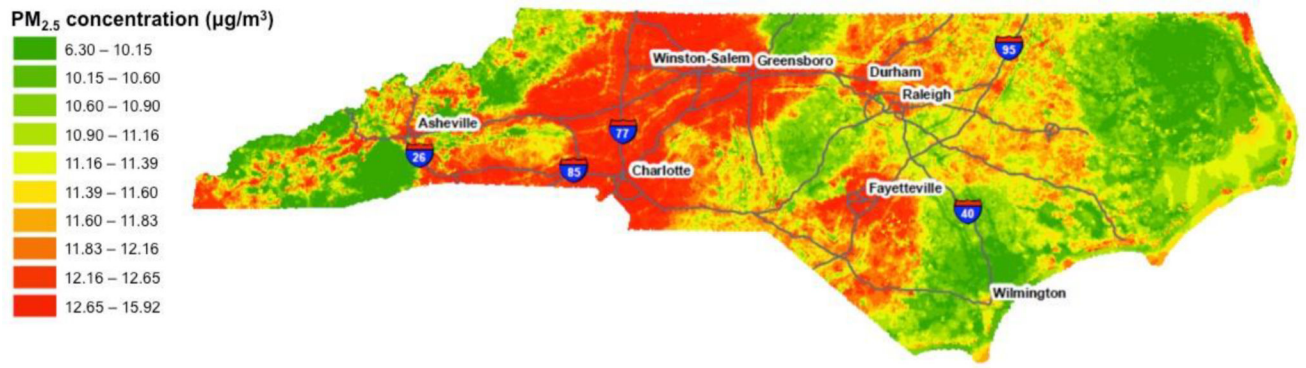 PM2.5 concentration (µg/m³)
6.30 – 10.15
10.15 – 10.60
10.60 – 10.90
10.90 – 11.16
11.16 – 11.39
11.39 – 11.60
11.60 – 11.83
11.83 – 12.16
12.16 – 12.65
12.65 – 15.92
95
Winston-Salem
Greensboro
Durham
Raleigh
Asheville
77
26
85
Charlotte
Fayetteville
40
Wilmington